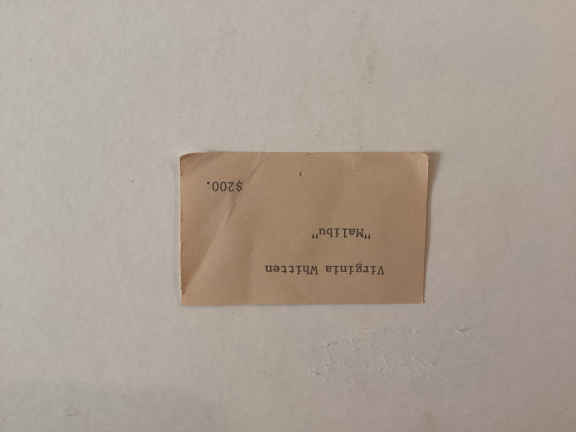 Virginia Whitten
"Malibu"
$200.